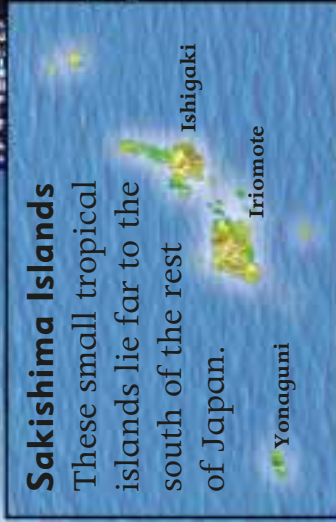 Sakishima Islands
These small tropical
islands lie far to the
south of the rest
of Japan.
Ishigaki
Iriomote
Yonaguni